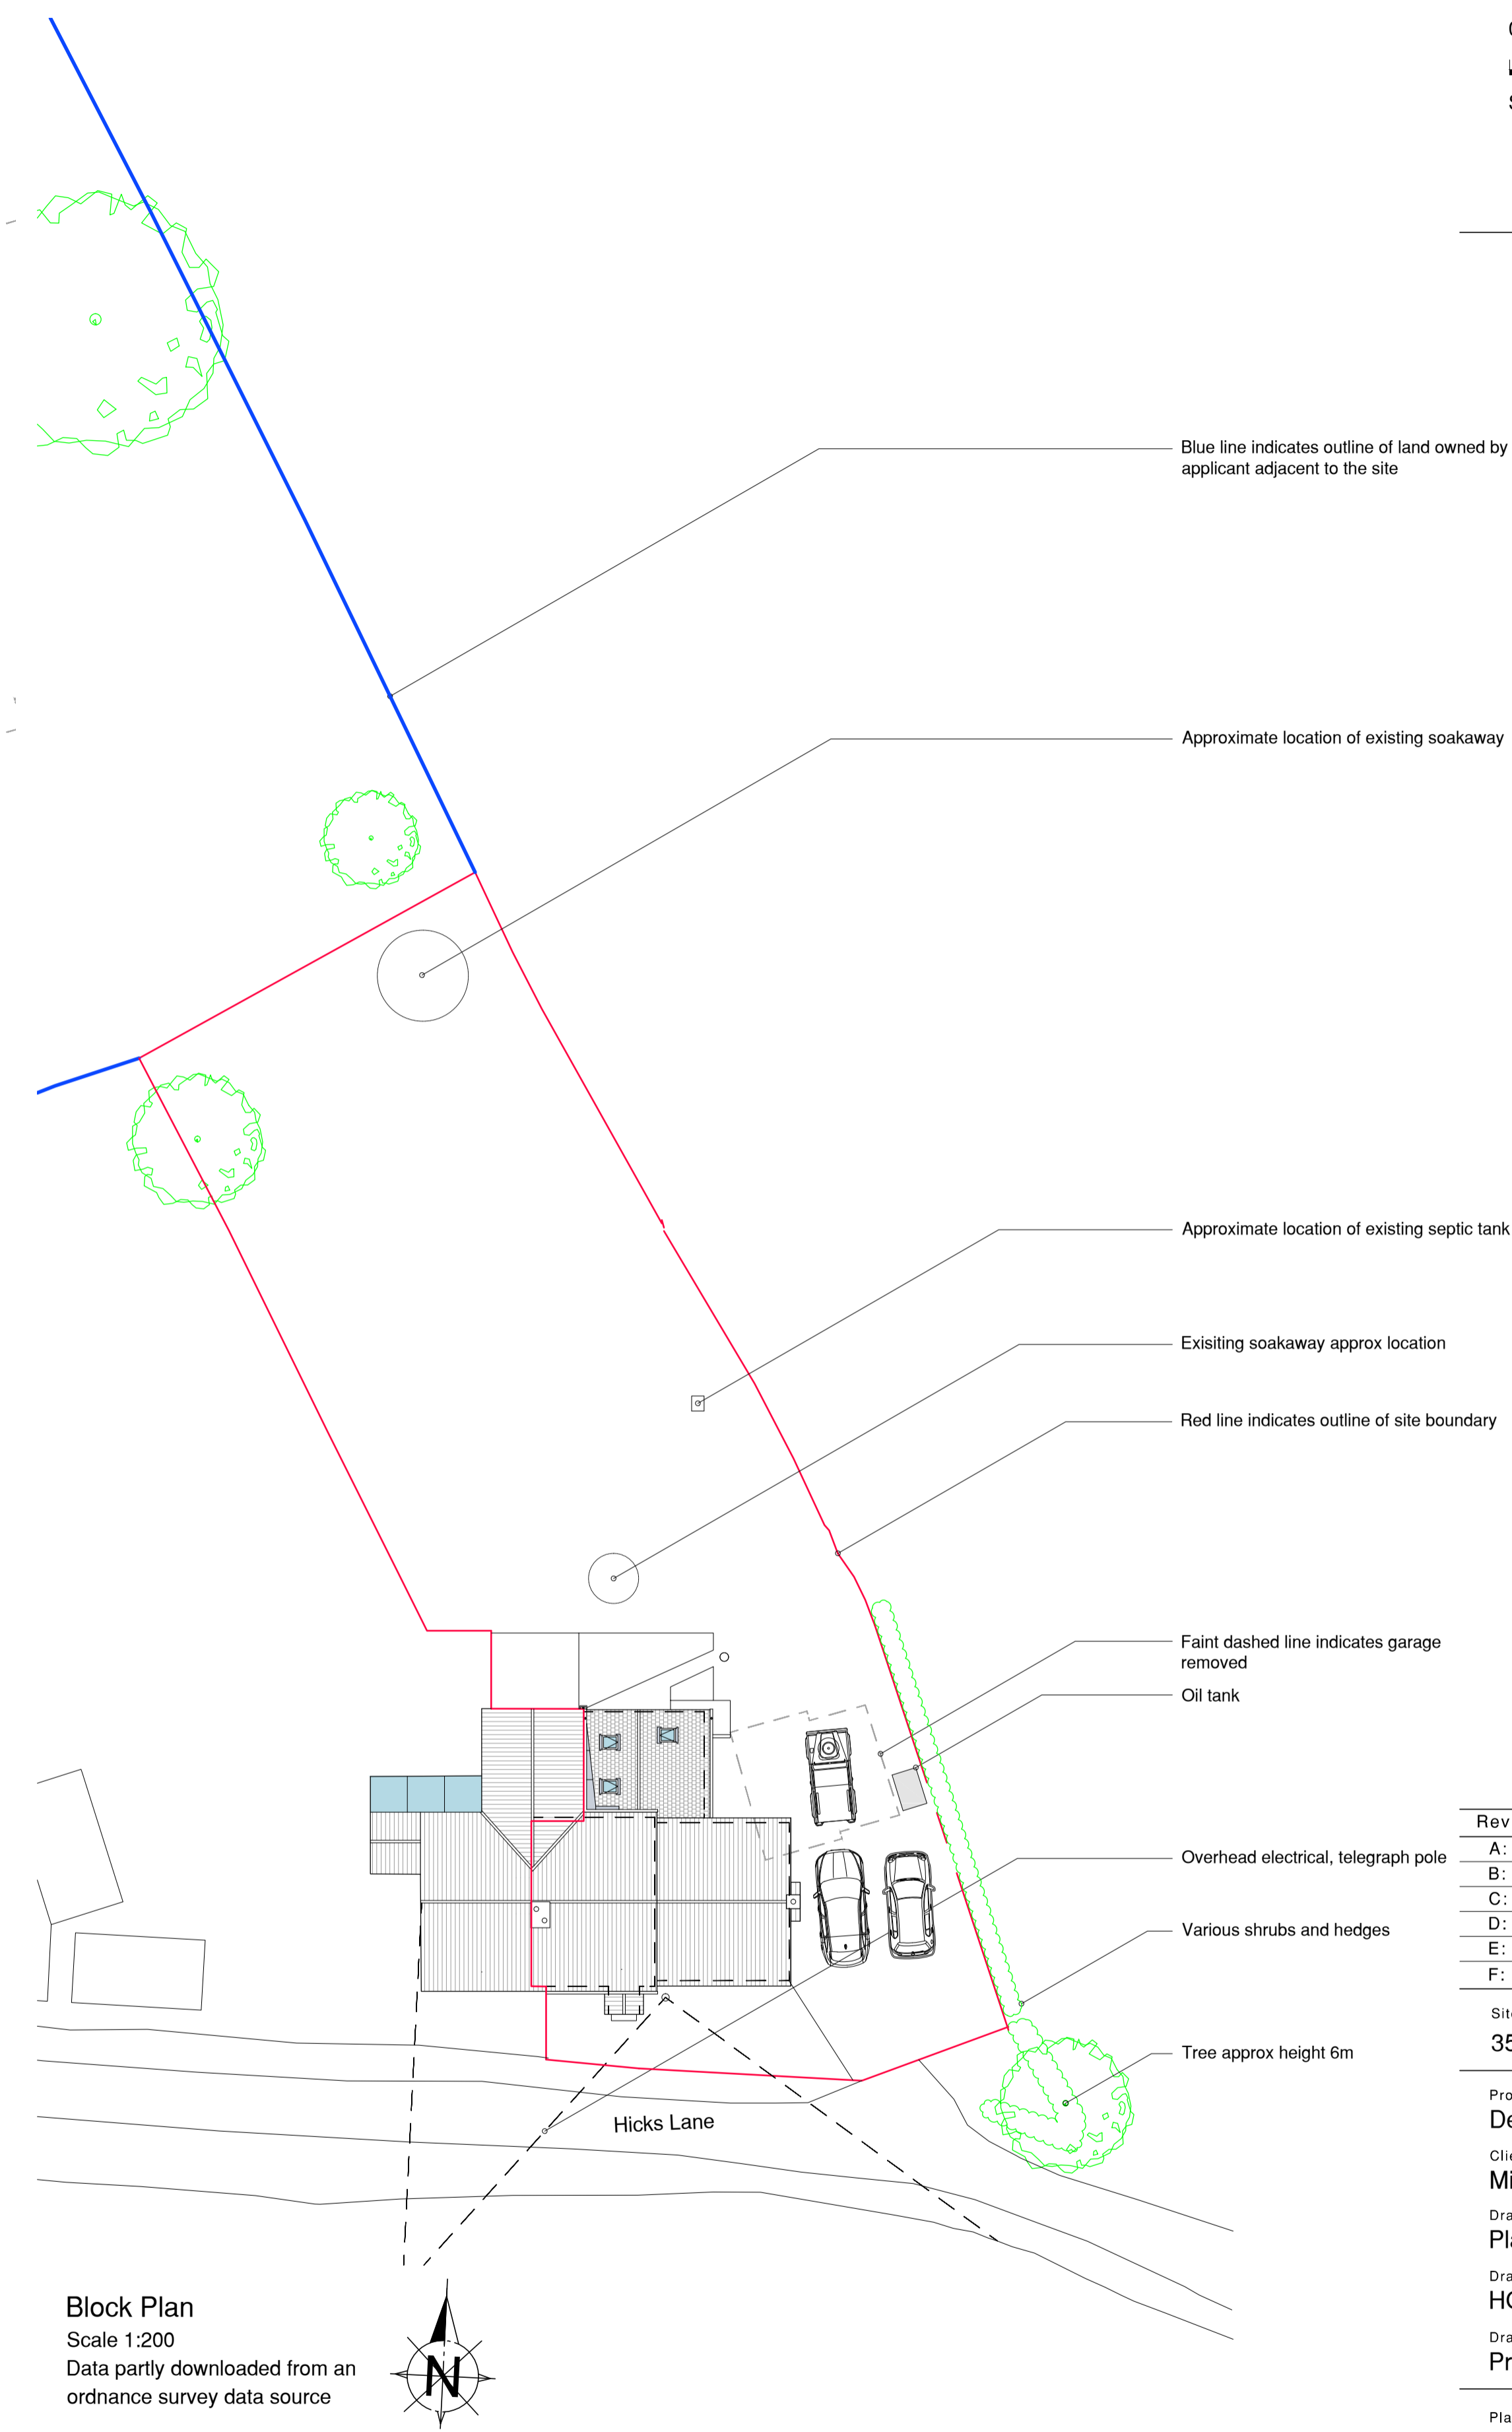 Blue line indicates outline of land owned by
applicant adjacent to the site
Approximate location of existing soakaway
Approximate location of existing septic tank
Exisiting soakaway approx location
Red line indicates outline of site boundary
Faint dashed line indicates garage
removed
Oil tank
Overhead electrical, telegraph pole
Various shrubs and hedges
Tree approx height 6m
Hicks Lane
Block Plan
Scale 1:200
Data partly downloaded from an
ordnance survey data source
N
Rev
A:
B:
C:
D:
E:
F:
35